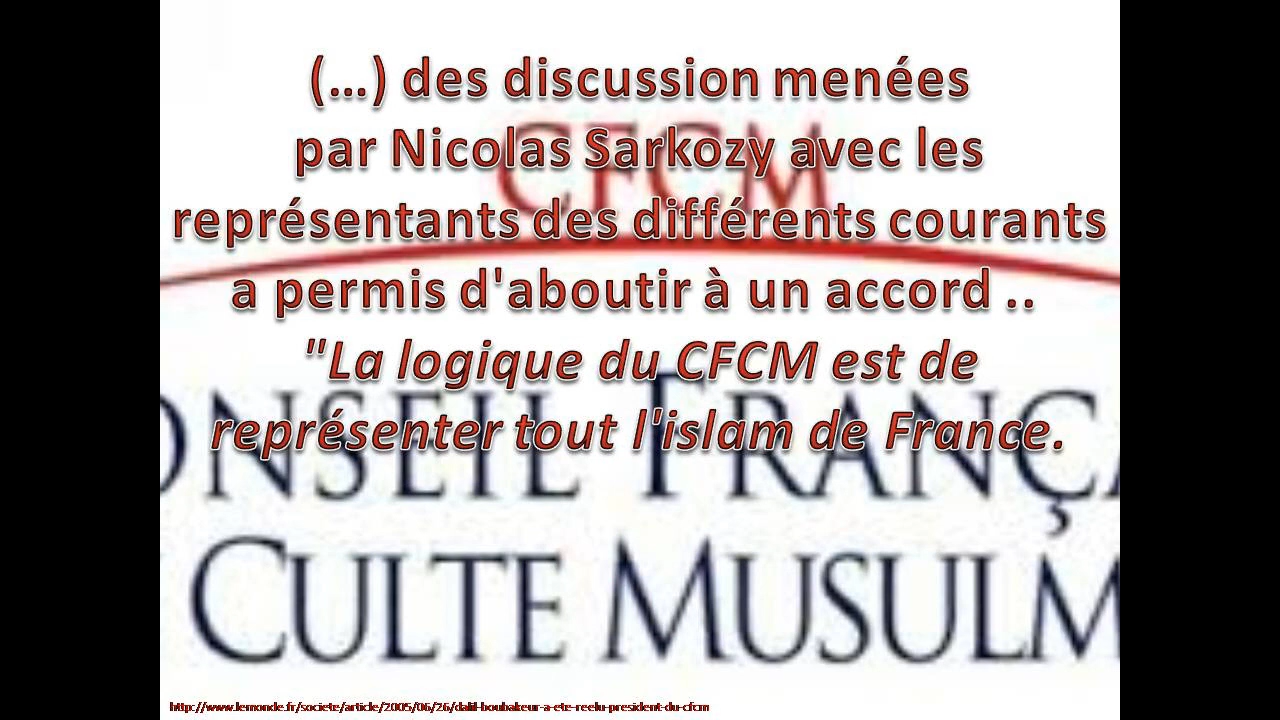 (…) des discussion menées
CFCM
par Nicolas Sarkozy avec les
représentants des différents courants
a permis d'aboutir à un accord ..
"La logique du CFCM est de
représenter tout l'islam de France.
ONSEIL FRANÇA
CULTE MUSULM
http://www.lemonde.fr/societe/article/2005/06/26/dalil-boubakeur-a-ete-reelu-president-du-cfcm